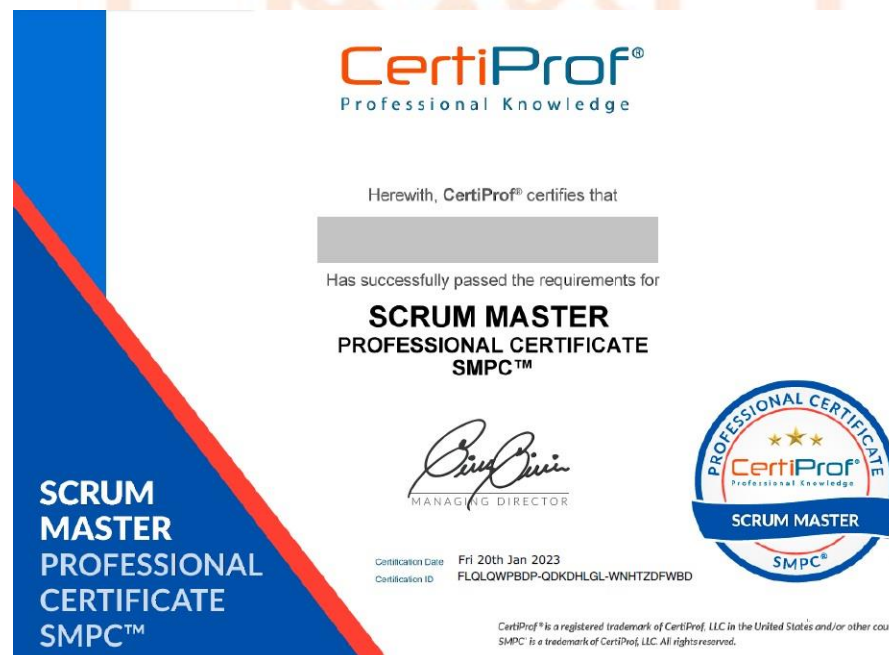 CertiProf®
Professional Knowledge
Herewith, CertiProf® certifies that
Has successfully passed the requirements for
SCRUM MASTER
PROFESSIONAL CERTIFICATE
SMPC™
MANAGING DIRECTOR
Certification Date Fri 20th Jan 2023
Certification ID FLQLQWPBDP-QDKDHLGL-WNHTZDFWBD
SCRUM
MASTER
PROFESSIONAL
CERTIFICATE
SMPC™
PROFESSIONAL CERTIFICATE
CertiProf®
Professional Knowledge
SCRUM MASTER
SMPC®
CertiProf® is a registered trademark of CertiProf, LLC in the United States and/or other
SMPC® is a trademark of CertiProf, LLC. All rights reserved.